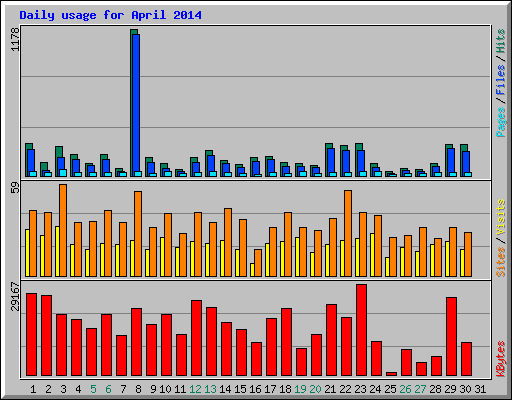 Daily usage for April 2014
1178
Pages / Files / Hits
59
Sites / Visits
29167
KBytes
1 2 3 4 5 6 7 8 9 10 11 12 13 14 15 16 17 18 19 20 21 22 23 24 25 26 27 28 29 30 31